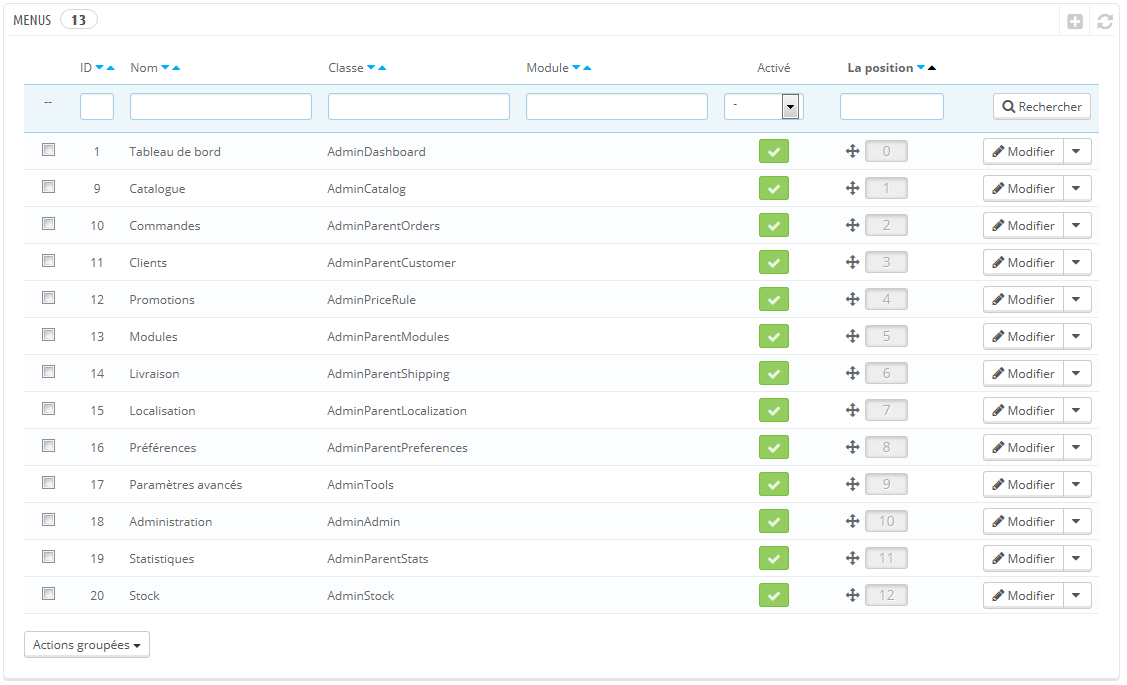 MENUS 13
ID Nom Classe Module Activé La position
-- - Rechercher
1 Tableau de bord AdminDashboard 0 Modifier
9 Catalogue AdminCatalog 1 Modifier
10 Commandes AdminParentOrders 2 Modifier
11 Clients AdminParentCustomer 3 Modifier
12 Promotions AdminPriceRule 4 Modifier
13 Modules AdminParentModules 5 Modifier
14 Livraison AdminParentShipping 6 Modifier
15 Localisation AdminParentLocalization 7 Modifier
16 Préférences AdminParentPreferences 8 Modifier
17 Paramètres avancés AdminTools 9 Modifier
18 Administration AdminAdmin 10 Modifier
19 Statistiques AdminParentStats 11 Modifier
20 Stock AdminStock 12 Modifier
Actions groupées